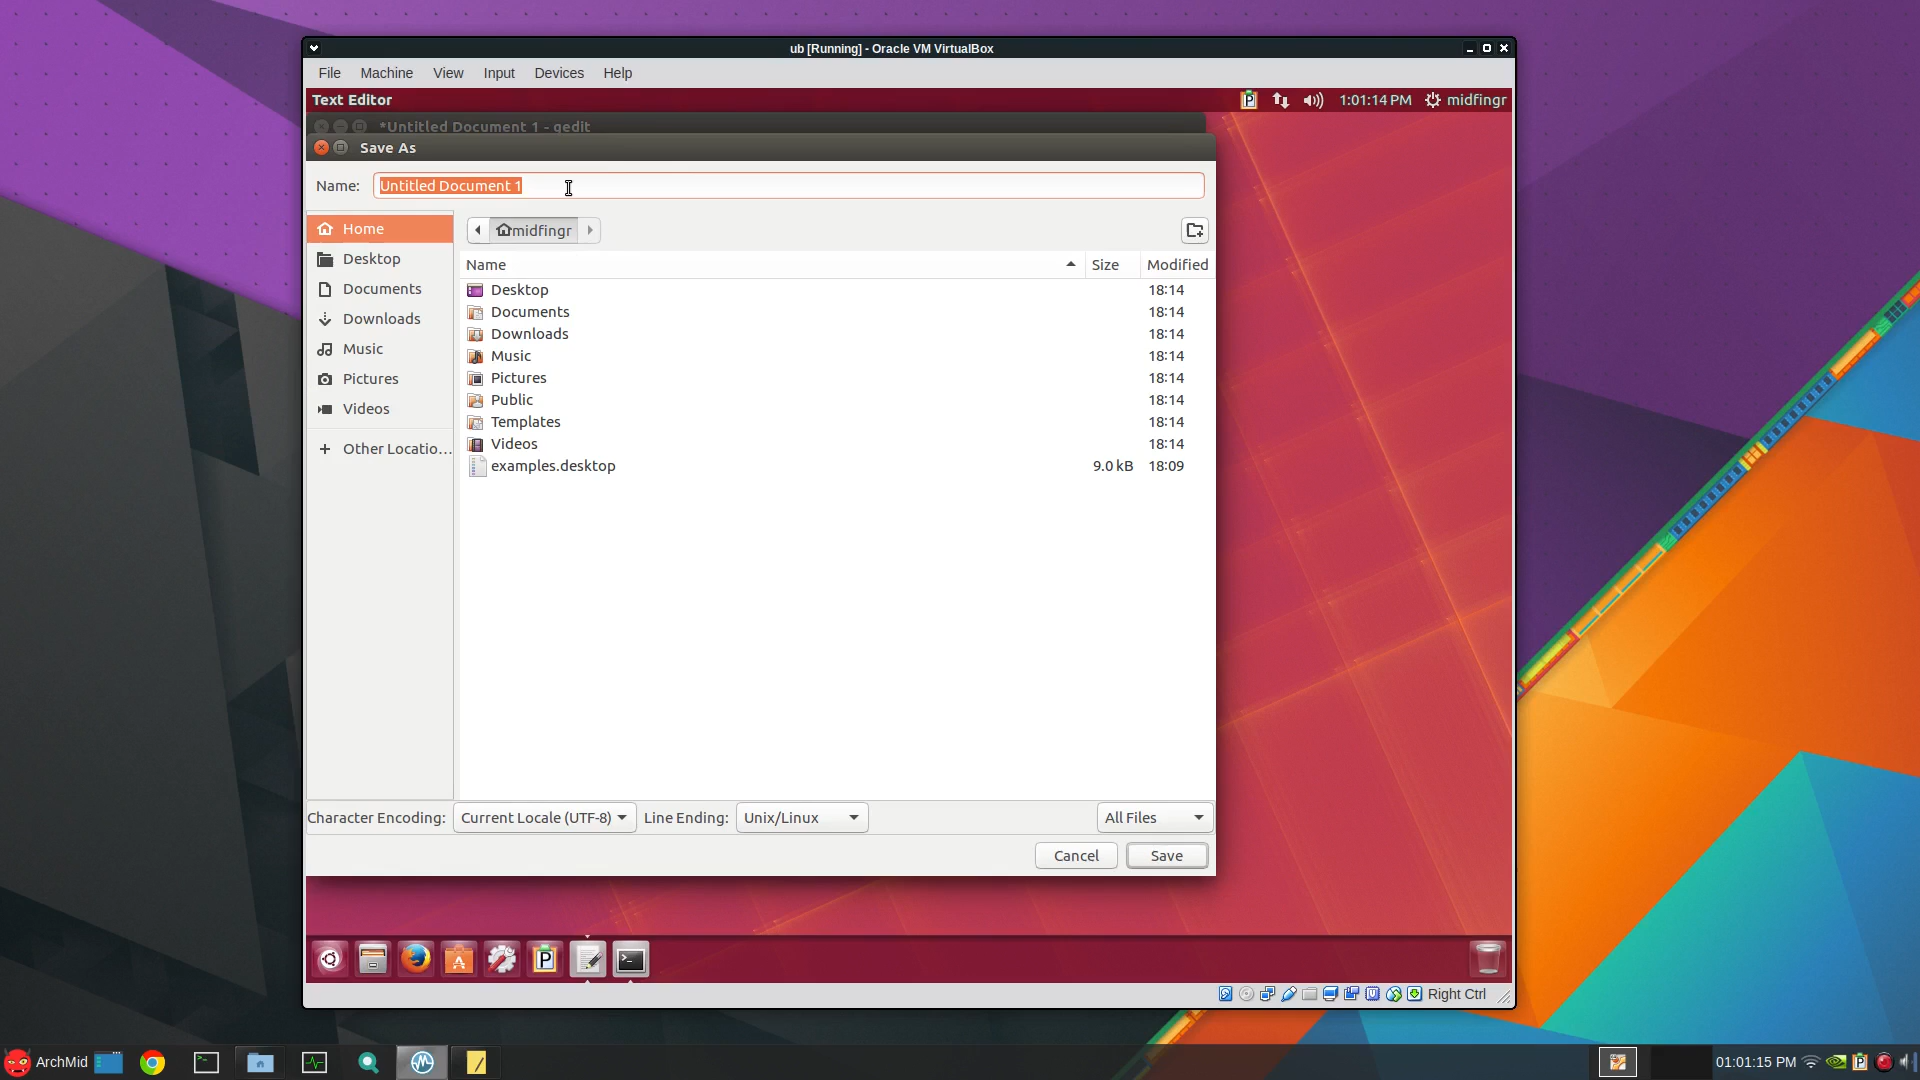 ub [Running] - Oracle VM VirtualBox
File Machine View Input Devices Help
Text Editor 1:01:14 PM midfingr
*Untitled Document 1 - gedit
Save As
Name: Untitled Document 1
Home
Desktop
Documents
Downloads
Music
Pictures
Videos
Other Locatio...
midfingr
Name Size Modified
Desktop 18:14
Documents 18:14
Downloads 18:14
Music 18:14
Pictures 18:14
Public 18:14
Templates 18:14
Videos 18:14
examples.desktop 9.0 kB 18:09
Character Encoding: Current Locale (UTF-8) Line Ending: Unix/Linux All Files
Cancel Save
Right Ctrl
ArchMid 01:01:15 PM